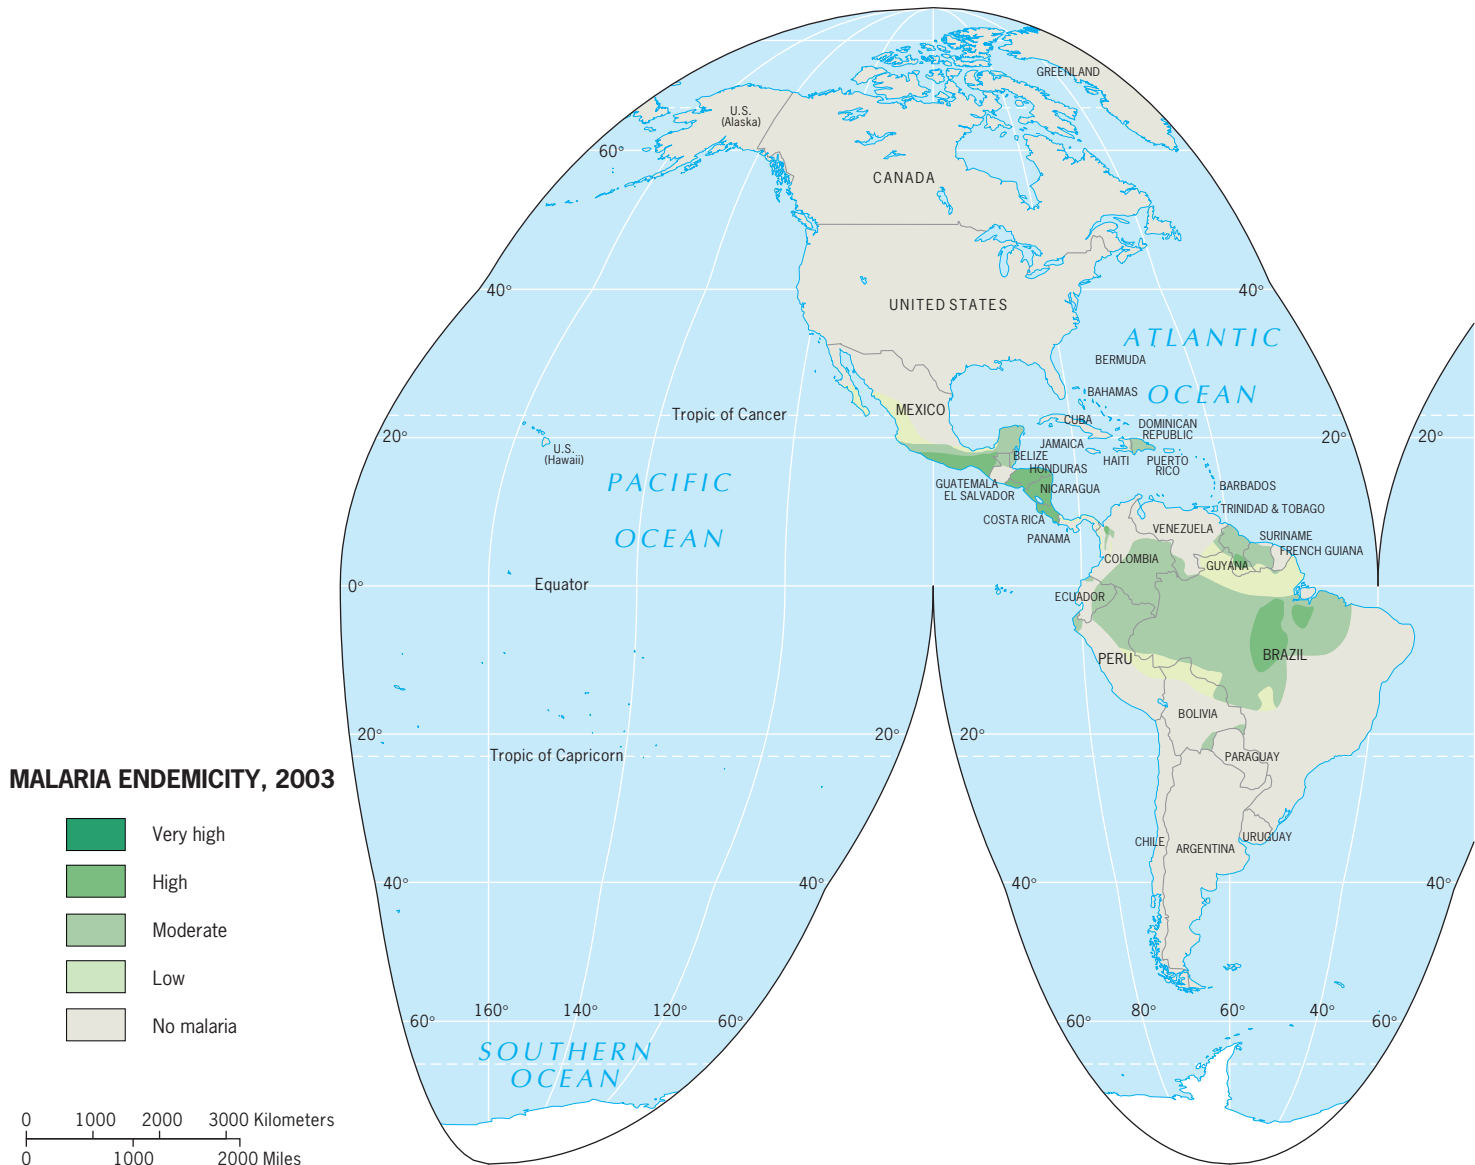 GREENLAND
U.S.
(Alaska)
60°
CANADA
40°
40°
UNITED STATES
ATLANTIC
OCEAN
BERMUDA
BAHAMAS
MEXICO
Tropic of Cancer
CUBA
DOMINICAN
REPUBLIC
20°
20°
20°
U.S.
(Hawaii)
JAMAICA
BELIZE
HAITI
PUERTO
RICO
HONDURAS
PACIFIC
OCEAN
GUATEMALA
EL SALVADOR
NICARAGUA
BARBADOS
COSTA RICA
TRINIDAD & TOBAGO
PANAMA
VENEZUELA
SURINAME
FRENCH GUIANA
COLOMBIA
GUYANA
0°
Equator
ECUADOR
PERU
BRAZIL
BOLIVIA
20°
20°
20°
Tropic of Capricorn
PARAGUAY
CHILE
ARGENTINA
URUGUAY
40°
40°
40°
40°
60°
160°
140°
120°
60°
60°
80°
60°
40°
60°
SOUTHERN
OCEAN
MALARIA ENDEMICITY, 2003
Very high
High
Moderate
Low
No malaria
0 1000 2000 3000 Kilometers
0 1000 2000 Miles